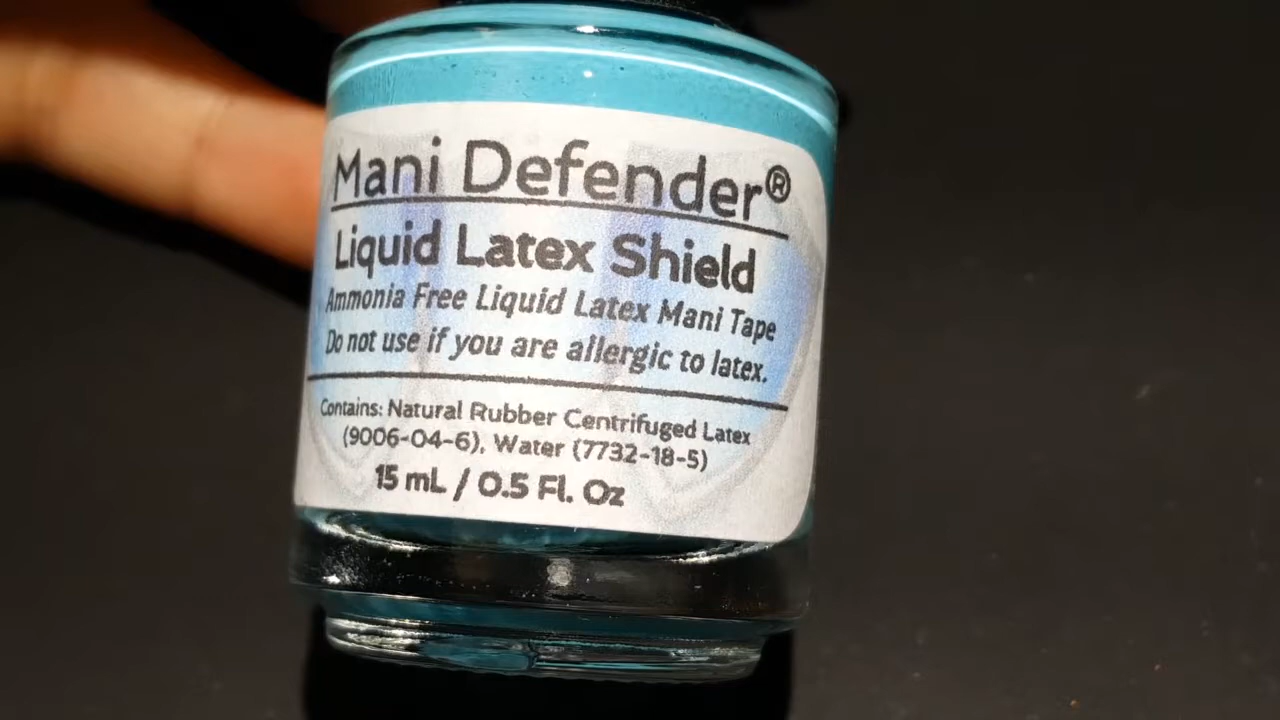 Mani Defender®
Liquid Latex Shield
Ammonia Free Liquid Latex Mani Tape
Do not use if you are allergic to latex.
Contains: Natural Rubber Centrifuged Latex
(9006-04-6), Water (7732-18-5)
15 mL / 0.5 Fl. Oz